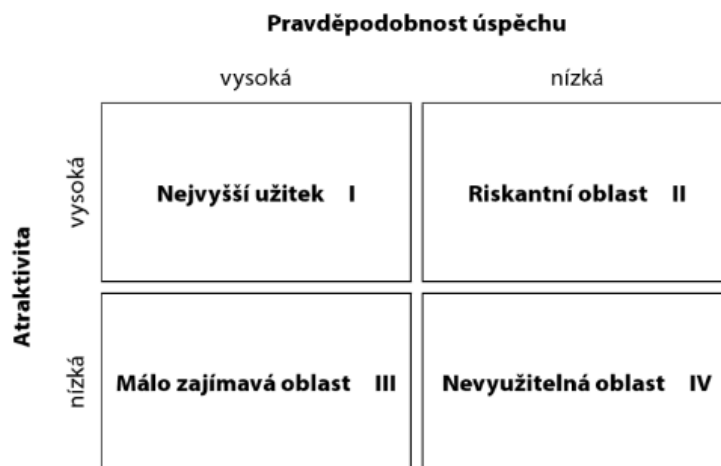 Pravděpodobnost úspěchu
vysoká nízká
Atraktivita
vysoká
Nejvyšší užitek I Riskantní oblast II
nízká
Málo zajímavá oblast III Nevyužitelná oblast IV